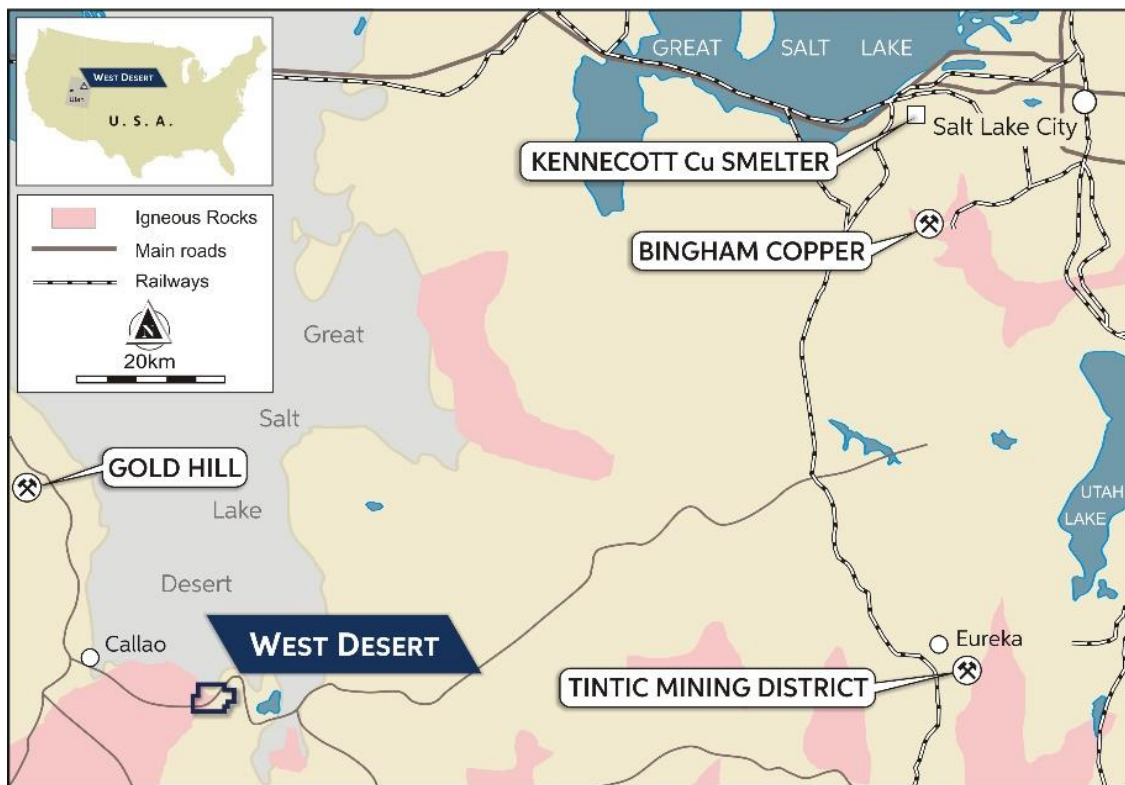 WEST DESERT
Utah
U. S. A.
Igneous Rocks
Main roads
Railways
N
20km
GREAT SALT LAKE
Salt Lake City
KENNECOTT Cu SMELTER
BINGHAM COPPER
Great
Salt
Lake
Desert
GOLD HILL
UTAH
LAKE
Callao
WEST DESERT
Eureka
TINTIC MINING DISTRICT